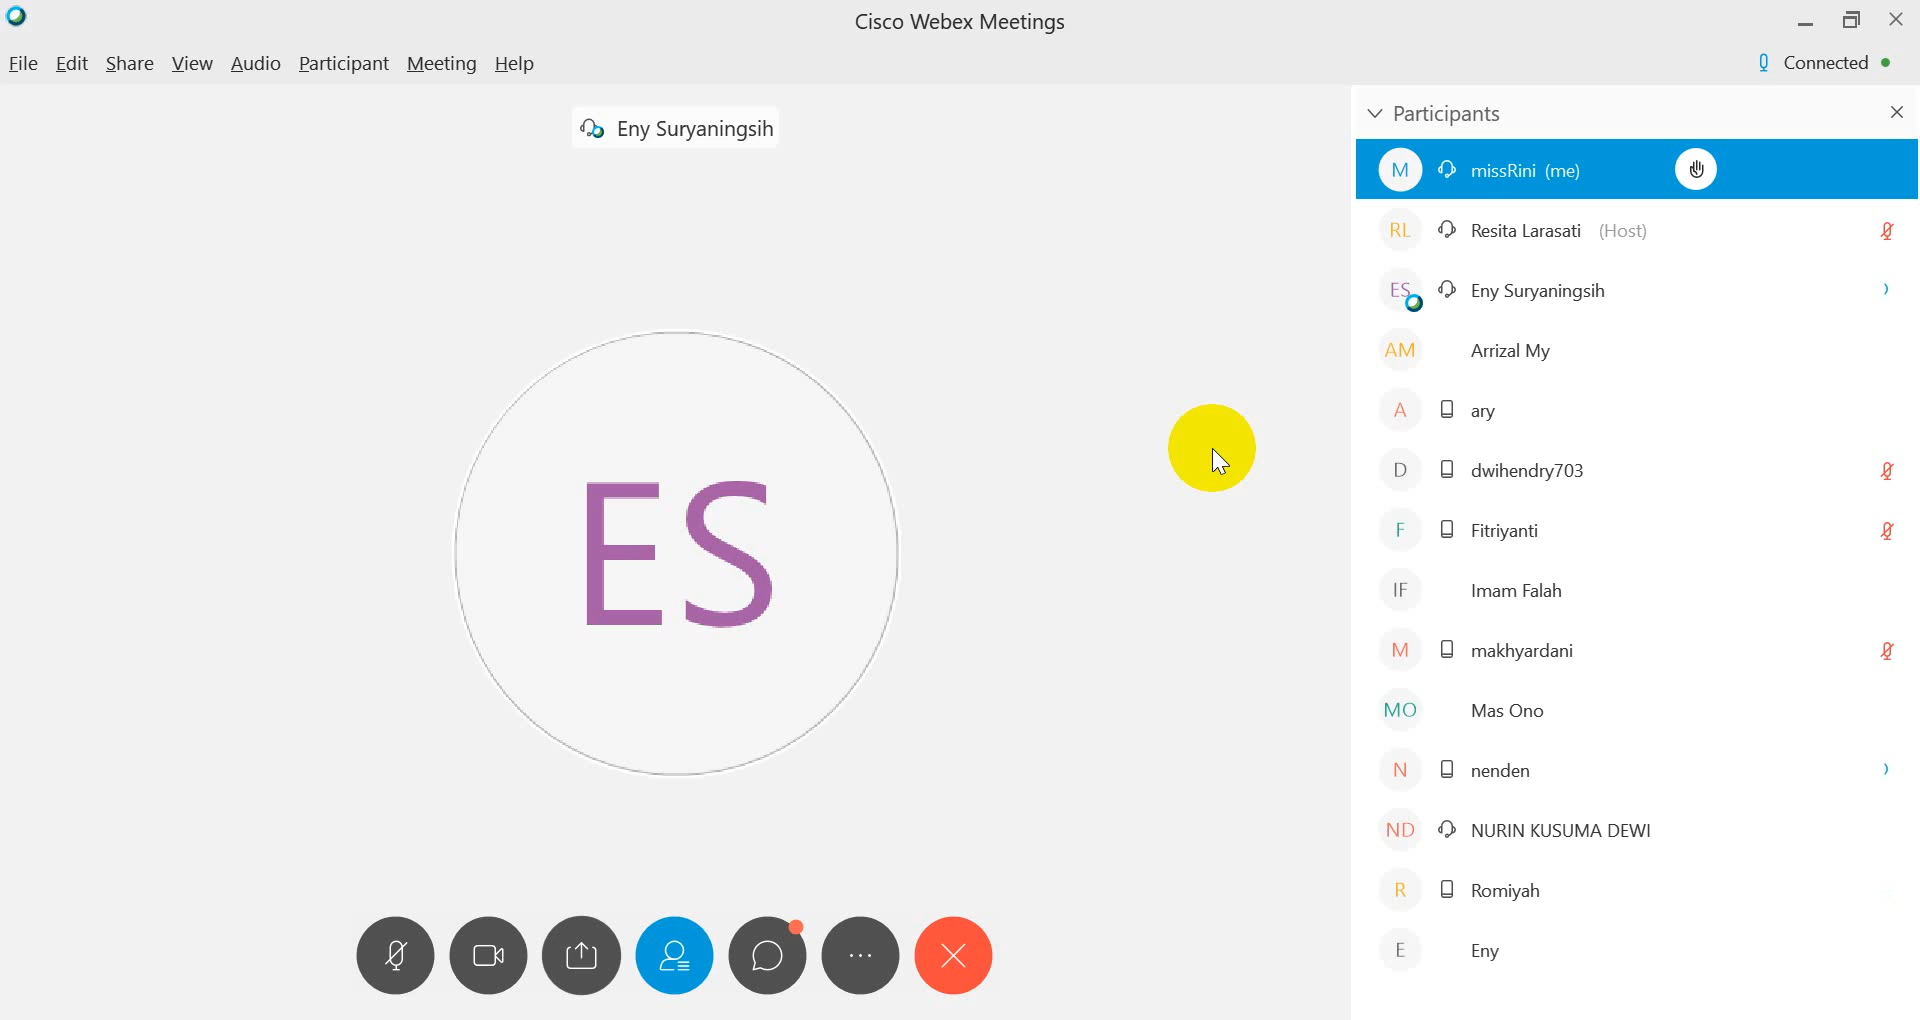 Cisco Webex Meetings
File Edit Share View Audio Participant Meeting Help
Connected
Eny Suryaningsih
ES
Participants
M missRini (me)
RL Resita Larasati (Host)
ES Eny Suryaningsih
AM Arrizal My
A ary
D dwihendry703
F Fitriyanti
IF Imam Falah
M makhyardani
MO Mas Ono
N nenden
ND NURIN KUSUMA DEWI
R Romiyah
E Eny